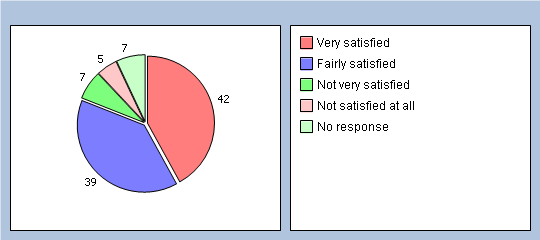 7
5
7
42
39
Very satisfied
Fairly satisfied
Not very satisfied
Not satisfied at all
No response